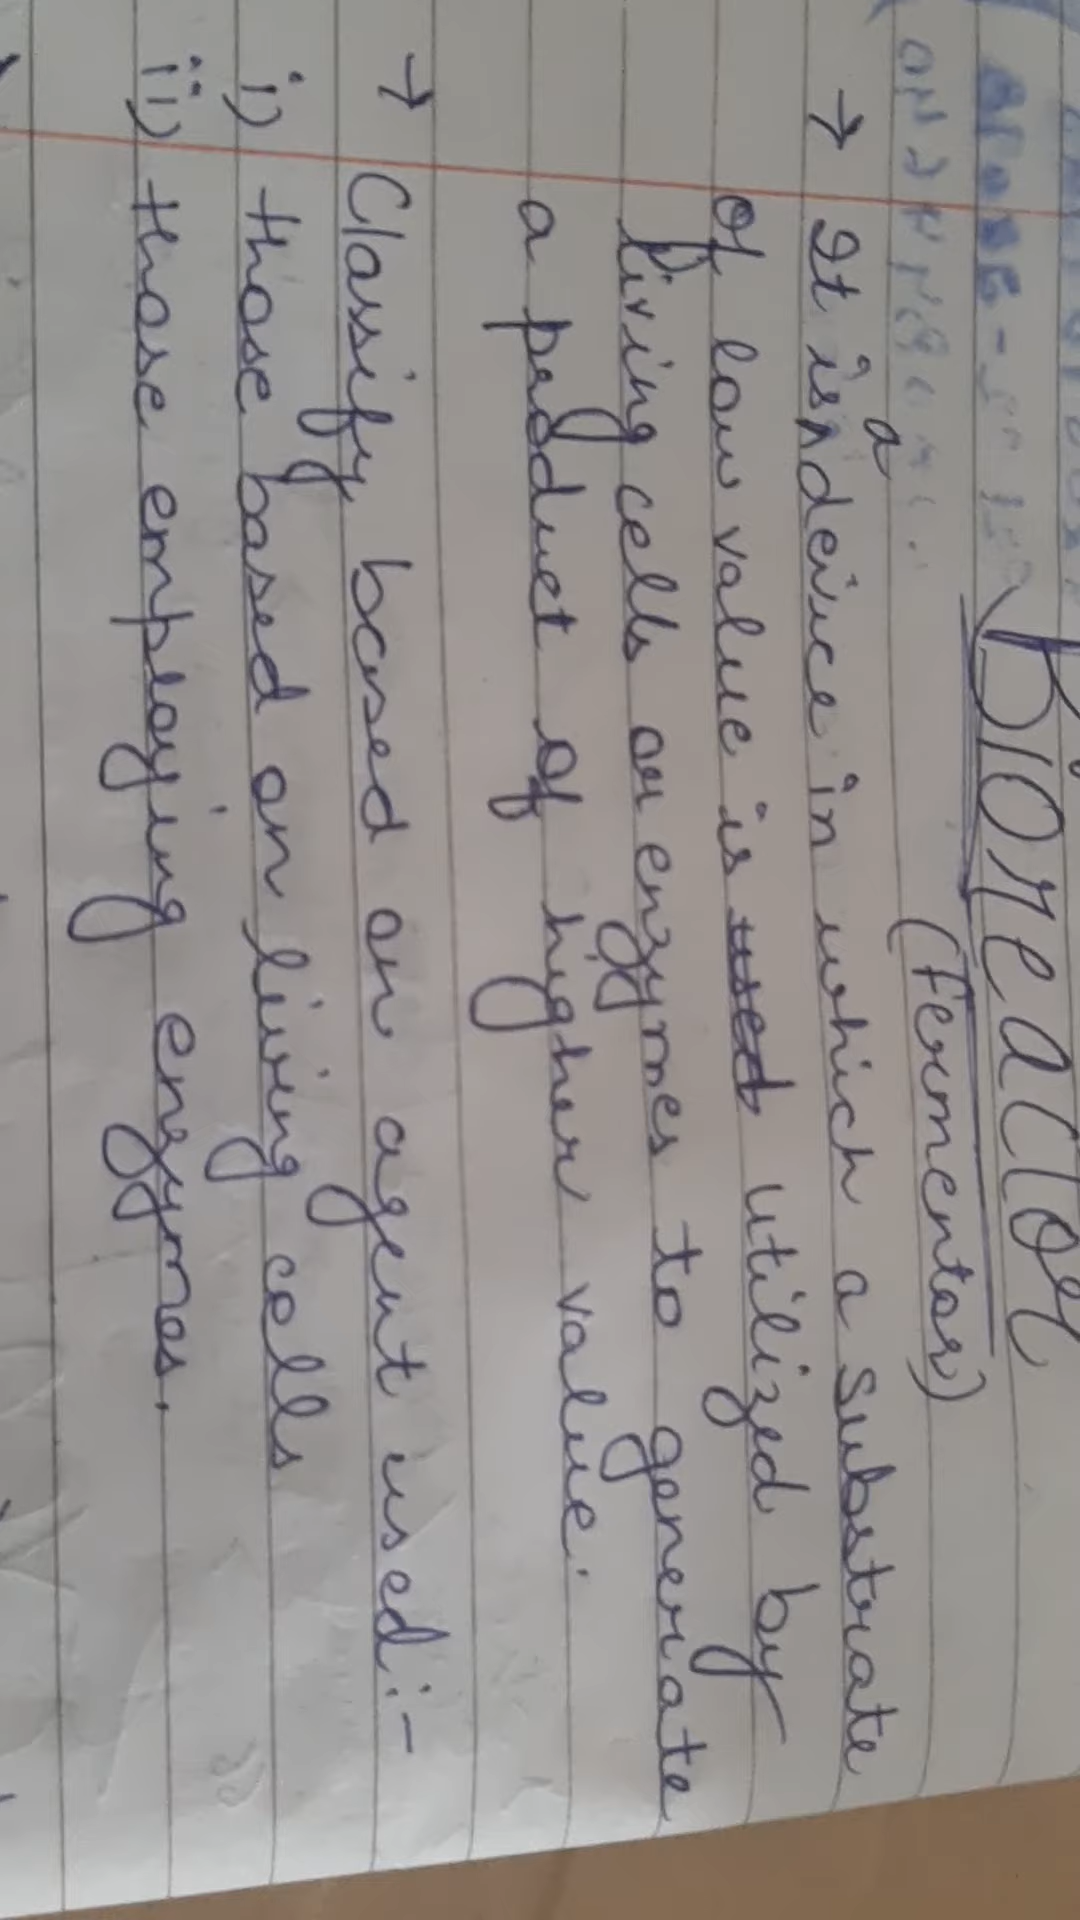 Bioreactor
(Fermentor)
→ It is a device in which a substrate
of low value is used utilized by
living cells or enzymes to generate
a product of higher value.
→ Classify based on agent used:-
i) those based on living cells
ii) those employing enzymes.